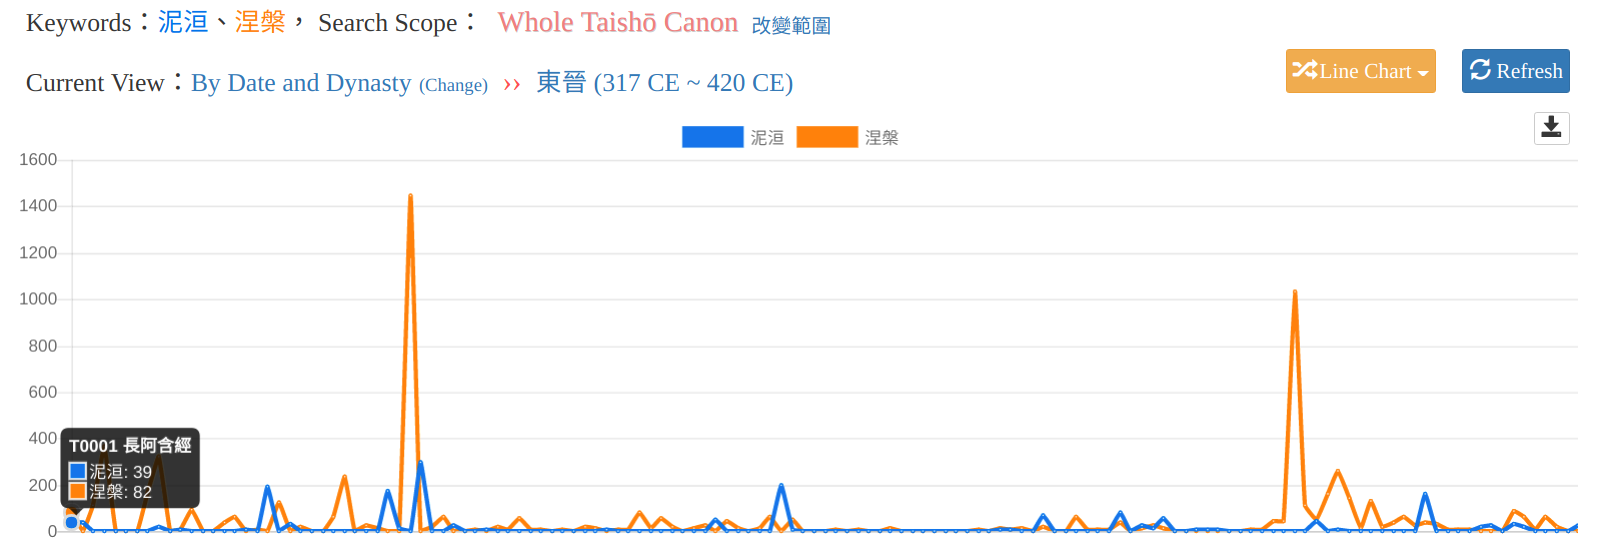 Keywords：泥洹、涅槃， Search Scope： Whole Taishō Canon 改變範圍
Current View：By Date and Dynasty (Change) ›› 東晉 (317 CE ~ 420 CE)
Line Chart
Refresh
泥洹 涅槃
1600
1400
1200
1000
800
600
400
200
0
T0001 長阿含經
泥洹: 39
涅槃: 82